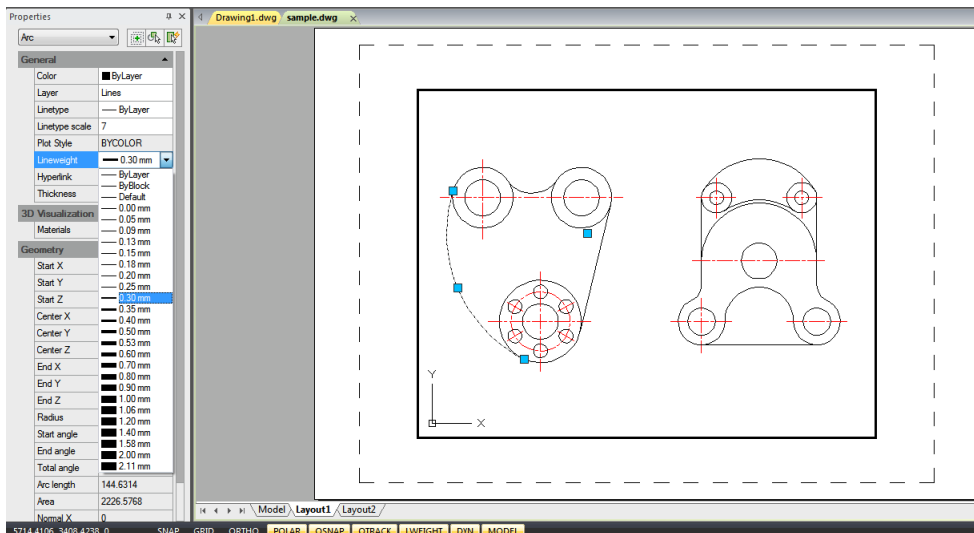 Properties
Arc
General
Color ByLayer
Layer Lines
Linetype ByLayer
Linetype scale 7
Plot Style BYCOLOR
Lineweight 0.30 mm
Hyperlink
Thickness
3D Visualization
Materials
Geometry
Start X
Start Y
Start Z
Center X
Center Y
Center Z
End X
End Y
End Z
Radius
Start angle
End angle
Total angle
Arc length 144.6314
Area 2226.5768
Normal X 0
ByLayer
ByBlock
Default
0.00 mm
0.05 mm
0.09 mm
0.13 mm
0.15 mm
0.18 mm
0.20 mm
0.25 mm
0.30 mm
0.35 mm
0.40 mm
0.50 mm
0.53 mm
0.60 mm
0.70 mm
0.80 mm
0.90 mm
1.00 mm
1.06 mm
1.20 mm
1.40 mm
1.58 mm
2.00 mm
2.11 mm
Drawing1.dwg sample.dwg
Y
X
Model Layout1 Layout2
5714.4106, 3408.4238, 0 SNAP GRID ORTHO POLAR OSNAP OTRACK LWEIGHT DYN MODEL